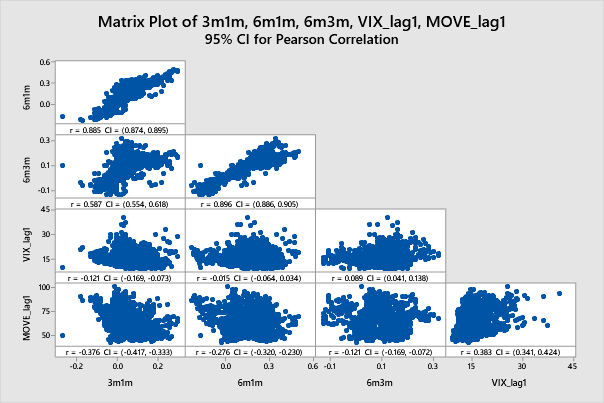 Matrix Plot of 3m1m, 6m1m, 6m3m, VIX_lag1, MOVE_lag1
95% CI for Pearson Correlation
0.6
0.3
0.0
6m1m
r = 0.885 CI = (0.874, 0.895)
0.3
0.1
-0.1
6m3m
r = 0.587 CI = (0.554, 0.618)
r = 0.896 CI = (0.886, 0.905)
45
30
15
VIX_lag1
r = -0.121 CI = (-0.169, -0.073)
r = -0.015 CI = (-0.064, 0.034)
r = 0.089 CI = (0.041, 0.138)
100
75
50
MOVE_lag1
r = -0.376 CI = (-0.417, -0.333)
r = -0.276 CI = (-0.320, -0.230)
r = -0.121 CI = (-0.169, -0.072)
r = 0.383 CI = (0.341, 0.424)
-0.2 0.0 0.2 0.0 0.3 0.6 -0.1 0.1 0.3 15 30 45
3m1m 6m1m 6m3m VIX_lag1